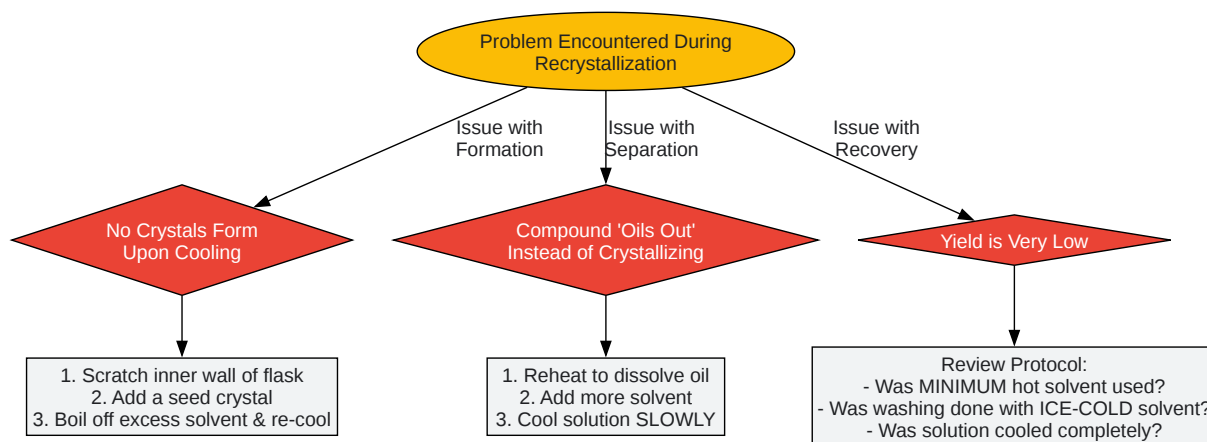 Problem Encountered During
Recrystallization
Issue with
Formation
Issue with
Separation
Issue with
Recovery
No Crystals Form
Upon Cooling
Compound 'Oils Out'
Instead of Crystallizing
Yield is Very Low
1. Scratch inner wall of flask
2. Add a seed crystal
3. Boil off excess solvent & re-cool
1. Reheat to dissolve oil
2. Add more solvent
3. Cool solution SLOWLY
Review Protocol:
- Was MINIMUM hot solvent used?
- Was washing done with ICE-COLD solvent?
- Was solution cooled completely?